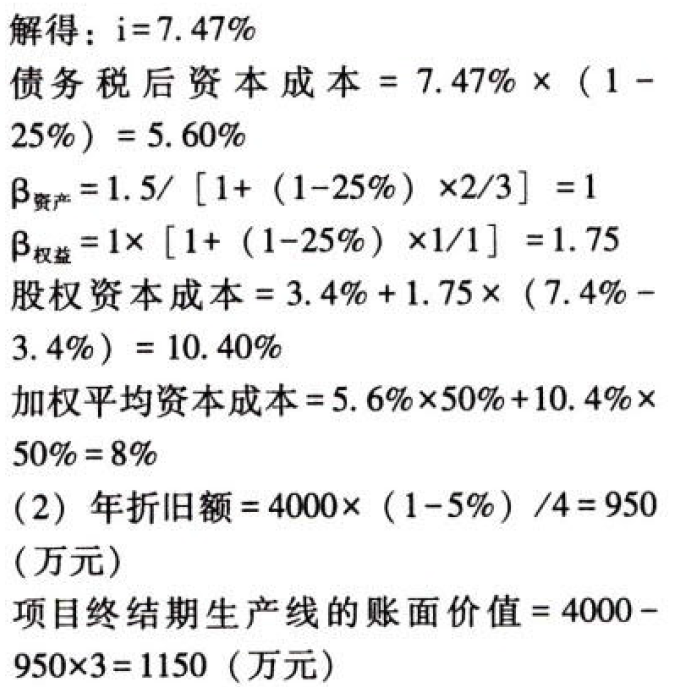 解得：i=7.47%
债务税后资本成本 = 7.47% ×（1-
25%）= 5.60%
β资产=1.5/［1+（1-25%）×2/3］=1
β权益=1×［1+（1-25%）×1/1］=1.75
股权资本成本 = 3.4% + 1.75 ×（7.4% -
3.4%）= 10.40%
加权平均资本成本=5.6%×50%+10.4%×
50%=8%
（2）年折旧额=4000×（1-5%）/4=950
（万元）
项目终结期生产线的账面价值=4000-
950×3=1150（万元）